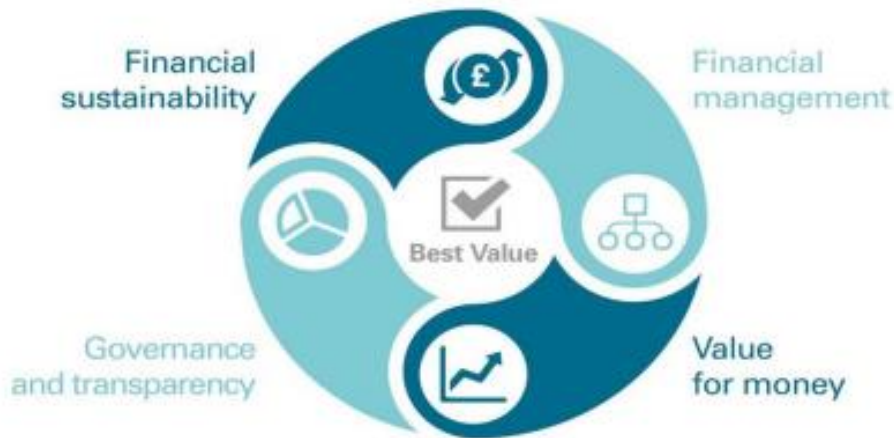 Financial
sustainability
£
Financial
management
Best Value
Governance
and transparency
Value
for money